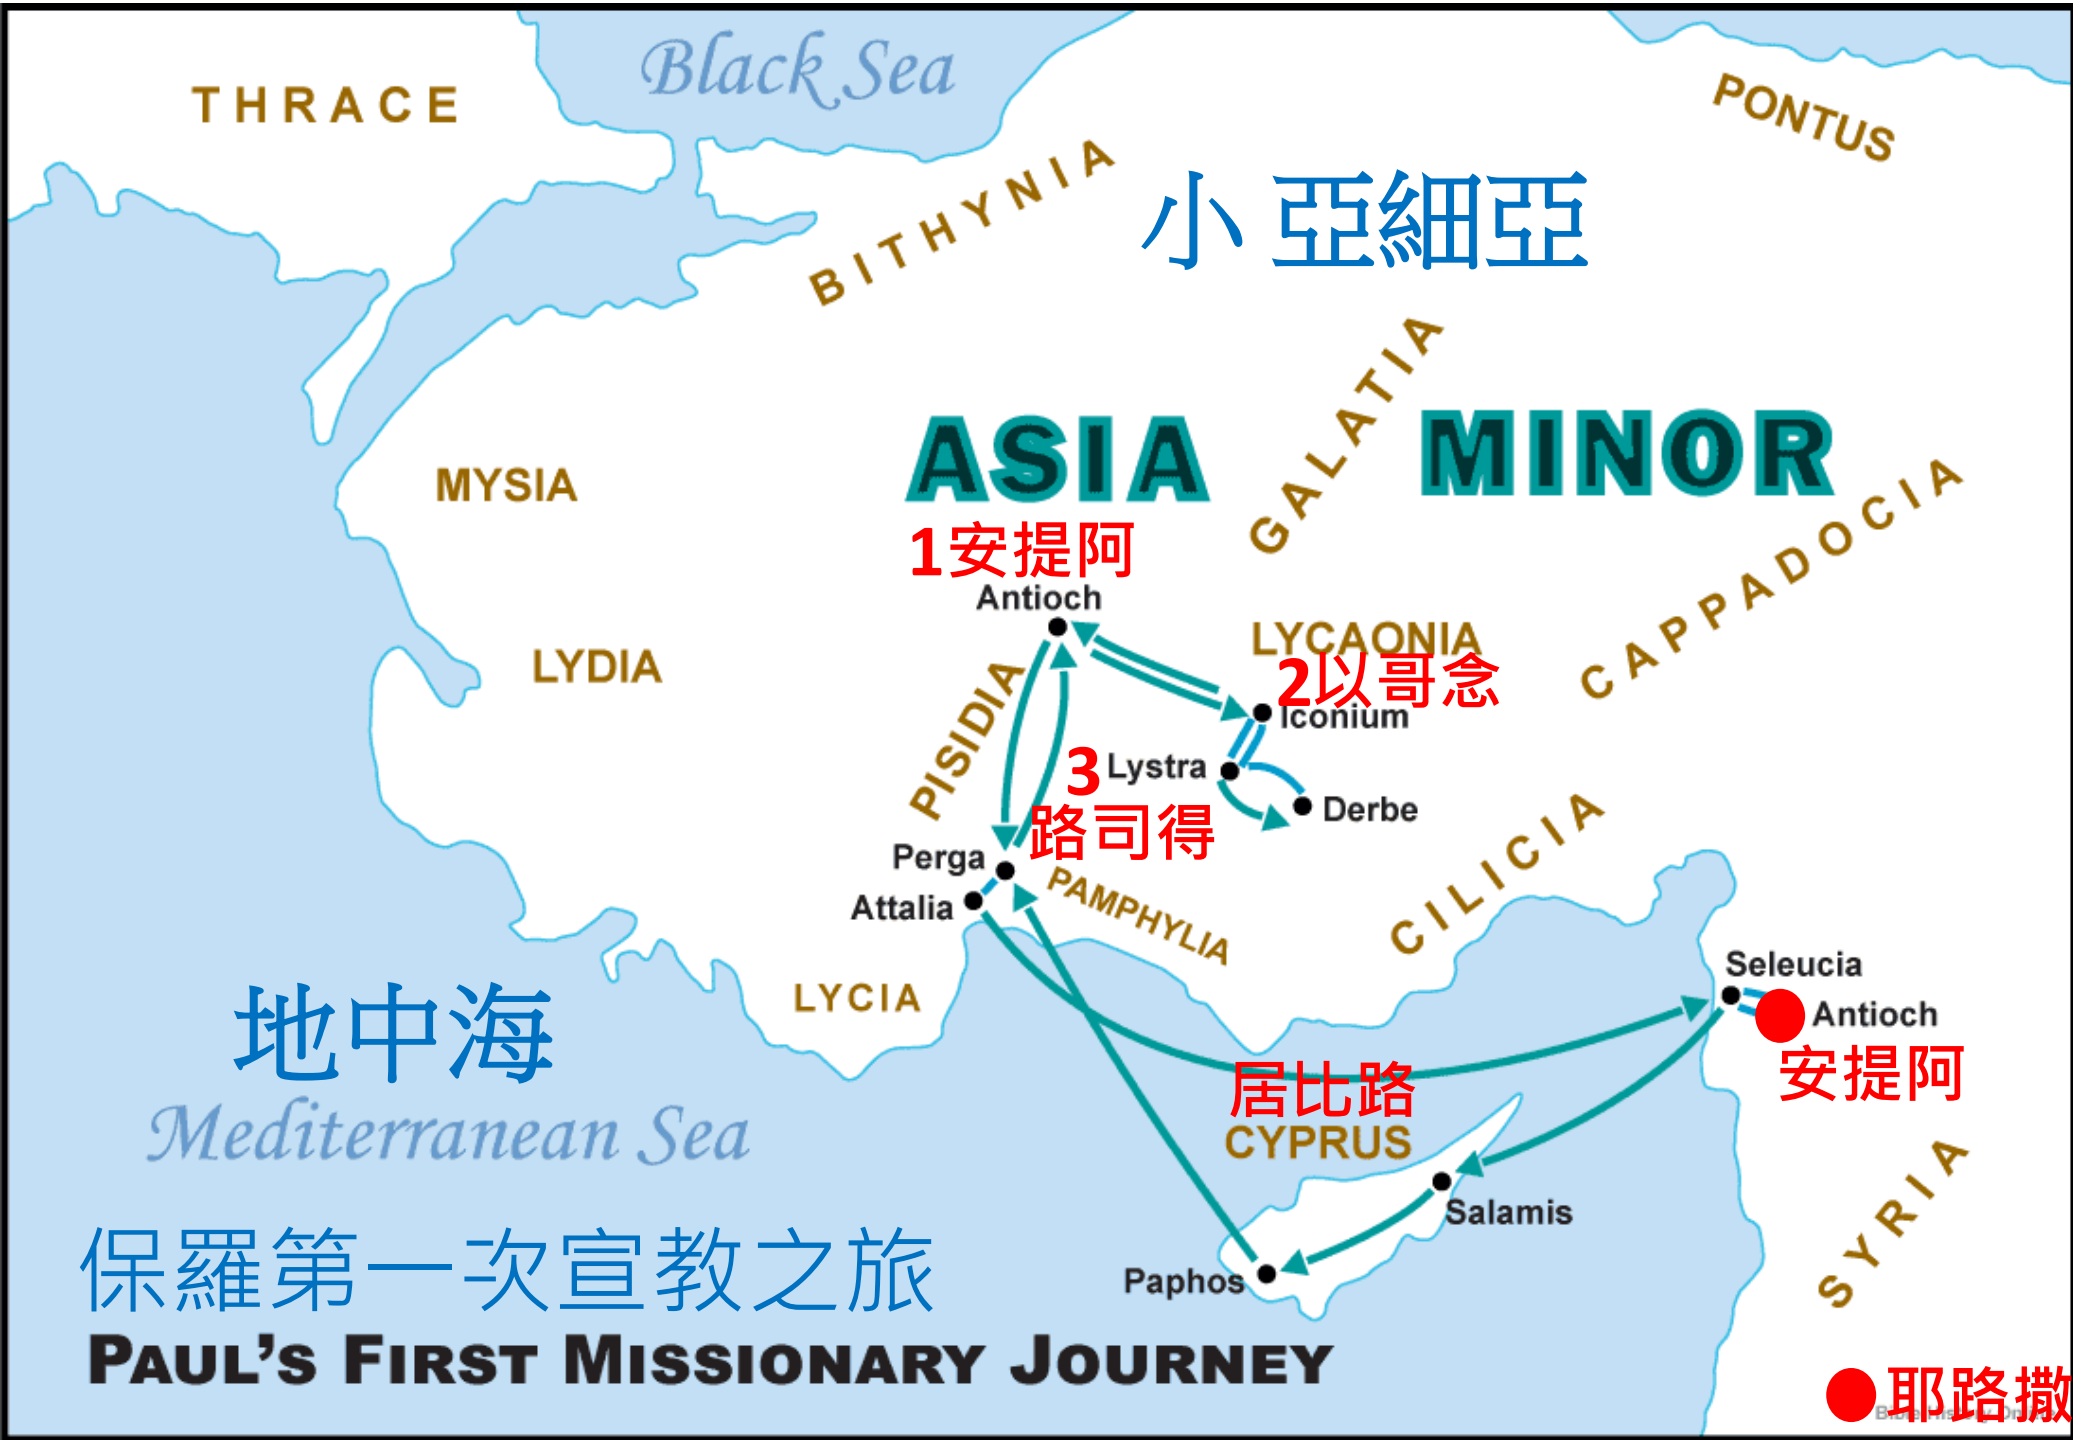 Black Sea
THRACE
PONTUS
BITHYNIA
小 亞細亞
GALATIA
ASIA MINOR
MYSIA
CAPPADOCIA
1安提阿
Antioch
LYCAONIA
LYDIA
2以哥念
Iconium
PISIDIA
3 Lystra
路司得
Derbe
Perga
Attalia
PAMPHYLIA
CILICIA
Seleucia
Antioch
安提阿
LYCIA
地中海
Mediterranean Sea
居比路
CYPRUS
Salamis
Paphos
SYRIA
保羅第一次宣教之旅
PAUL'S FIRST MISSIONARY JOURNEY
耶路撒